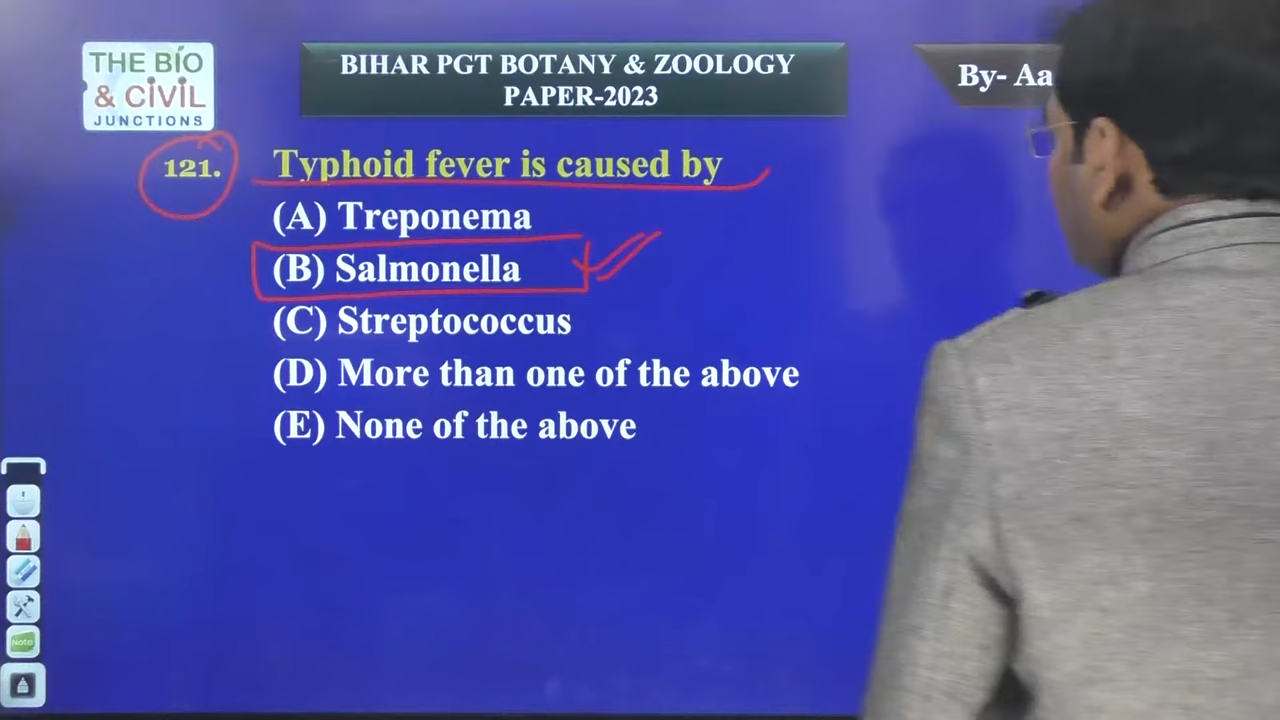 THE BIO
& CIVIL
JUNCTIONS
BIHAR PGT BOTANY & ZOOLOGY
PAPER-2023
By- Aa
121. Typhoid fever is caused by
(A) Treponema
(B) Salmonella
(C) Streptococcus
(D) More than one of the above
(E) None of the above
Note